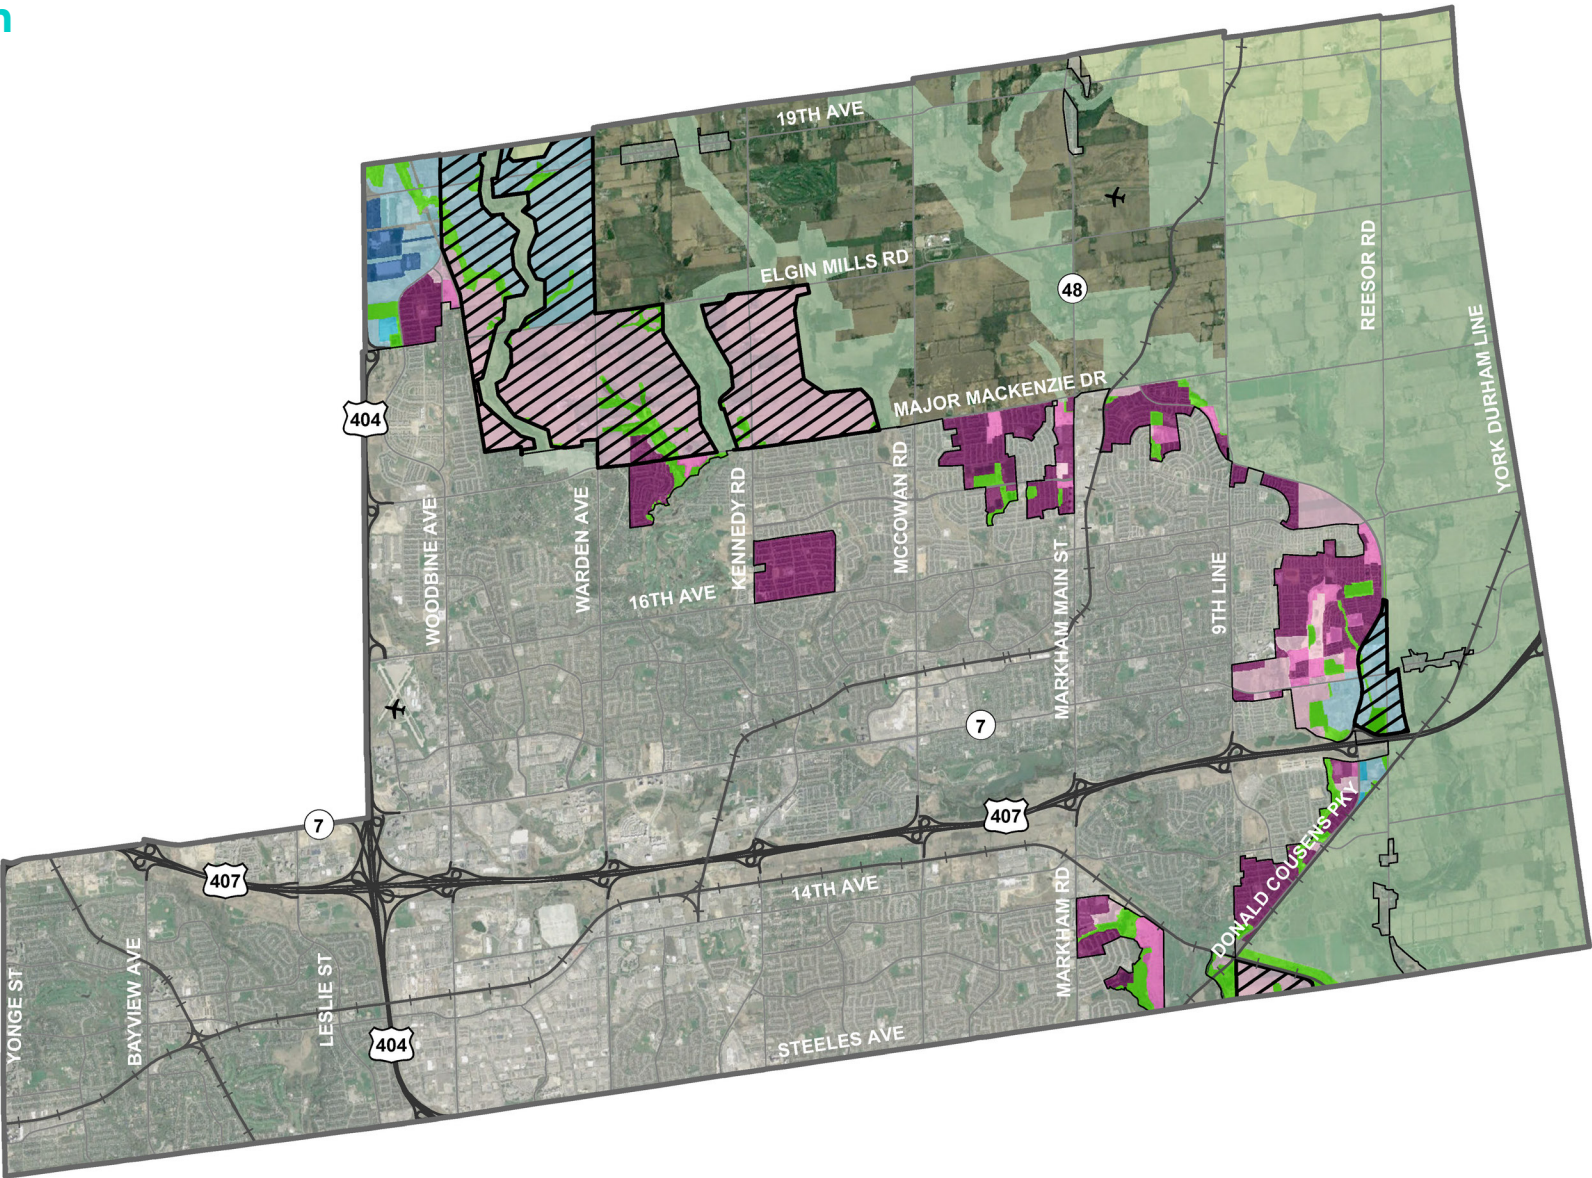 19TH AVE
ELGIN MILLS RD
48
REESOR RD
YORK DURHAM LINE
MAJOR MACKENZIE DR
404
WOODBINE AVE
WARDEN AVE
KENNEDY RD
MCCOWAN RD
MARKHAM MAIN ST
9TH LINE
16TH AVE
7
407
7
407
14TH AVE
DONALD COUSENS PKY
MARKHAM RD
YONGE ST
BAYVIEW AVE
LESLIE ST
404
STEELES AVE